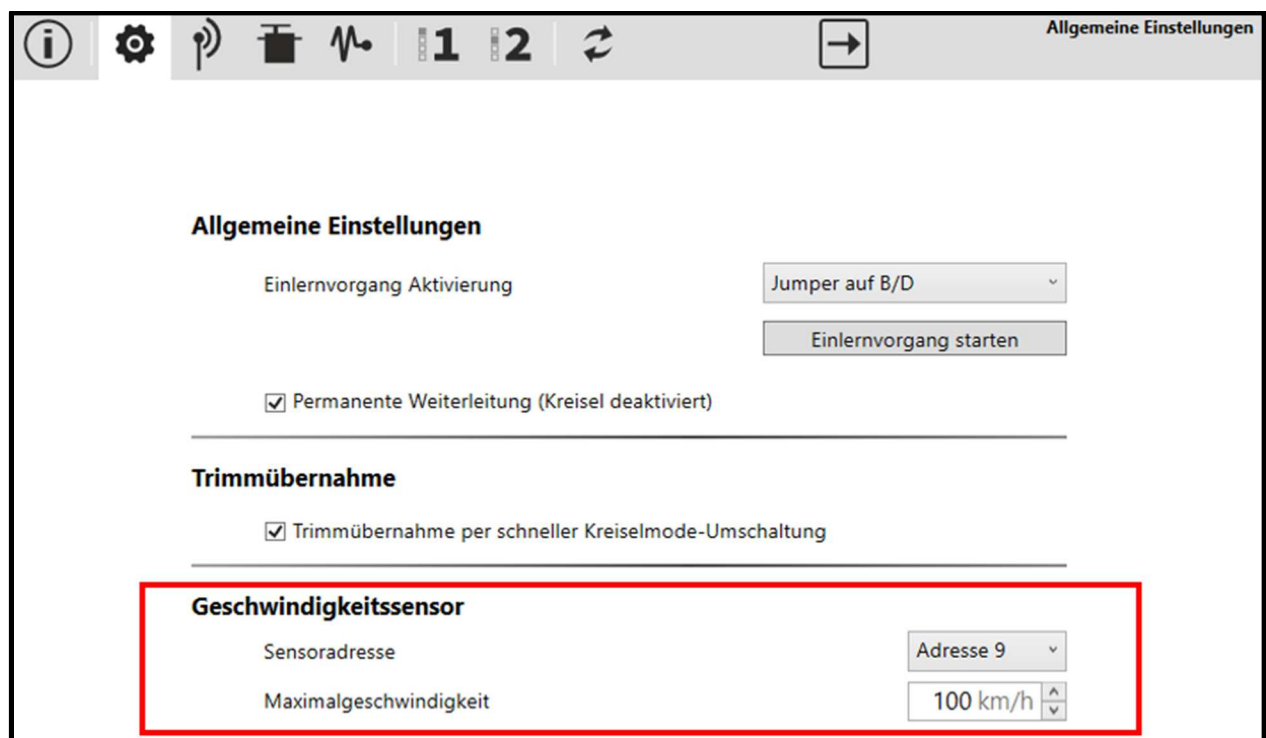 1 2 Allgemeine Einstellungen
Allgemeine Einstellungen
Einlernvorgang Aktivierung Jumper auf B/D
Einlernvorgang starten
Permanente Weiterleitung (Kreisel deaktiviert)
Trimmübernahme
Trimmübernahme per schneller Kreiselmode-Umschaltung
Geschwindigkeitssensor
Sensoradresse Adresse 9
Maximalgeschwindigkeit 100 km/h